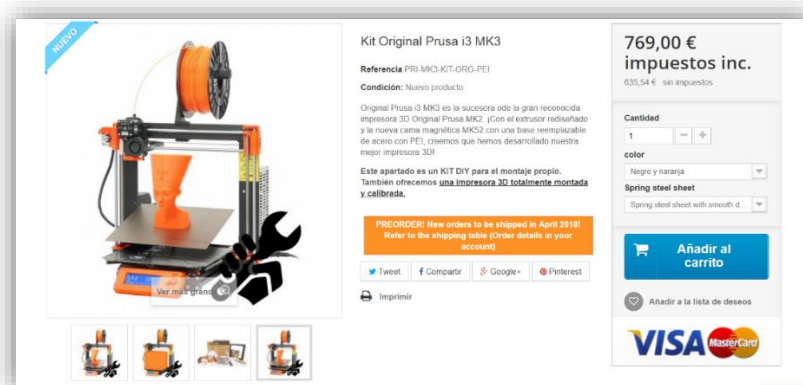 NUEVO
Ver más grande
Kit Original Prusa i3 MK3
Referencia PRI-MK3-KIT-ORG-PEI
Condición: Nuevo producto
Original Prusa i3 MK3 es la sucesora ode la gran reconocida
impresora 3D Original Prusa MK2. ¡Con el extrusor rediseñado
y la nueva cama magnética MK52 con una base reemplazable
de acero con PEI, creemos que hemos desarrollado nuestra
mejor impresora 3D!
Este apartado es un KIT DIY para el montaje propio.
También ofrecemos una impresora 3D totalmente montada
y calibrada.
PREORDER! New orders to be shipped in April 2018!
Refer to the shipping table (Order details in your
account)
Tweet Compartir Google+ Pinterest
Imprimir
769,00 €
impuestos inc.
635,54 € sin impuestos
Cantidad
1
color
Negro y naranja
Spring steel sheet
Spring steel sheet with smooth d...
Añadir al
carrito
Añadir a la lista de deseos
VISA MasterCard